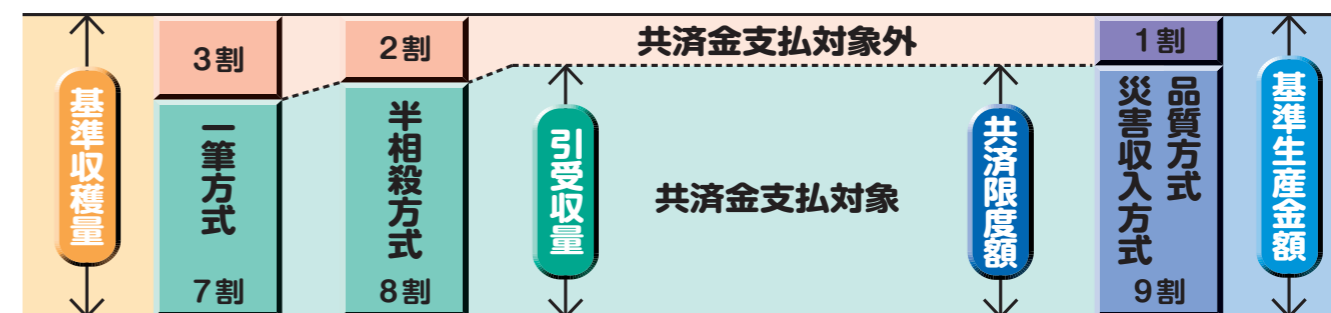 基準収穫量
3割
一筆方式
7割
2割
半相殺方式
8割
共済金支払対象外
引受収量
共済金支払対象
共済限度額
1割
品質方式
災害収入方式
9割
基準生産金額